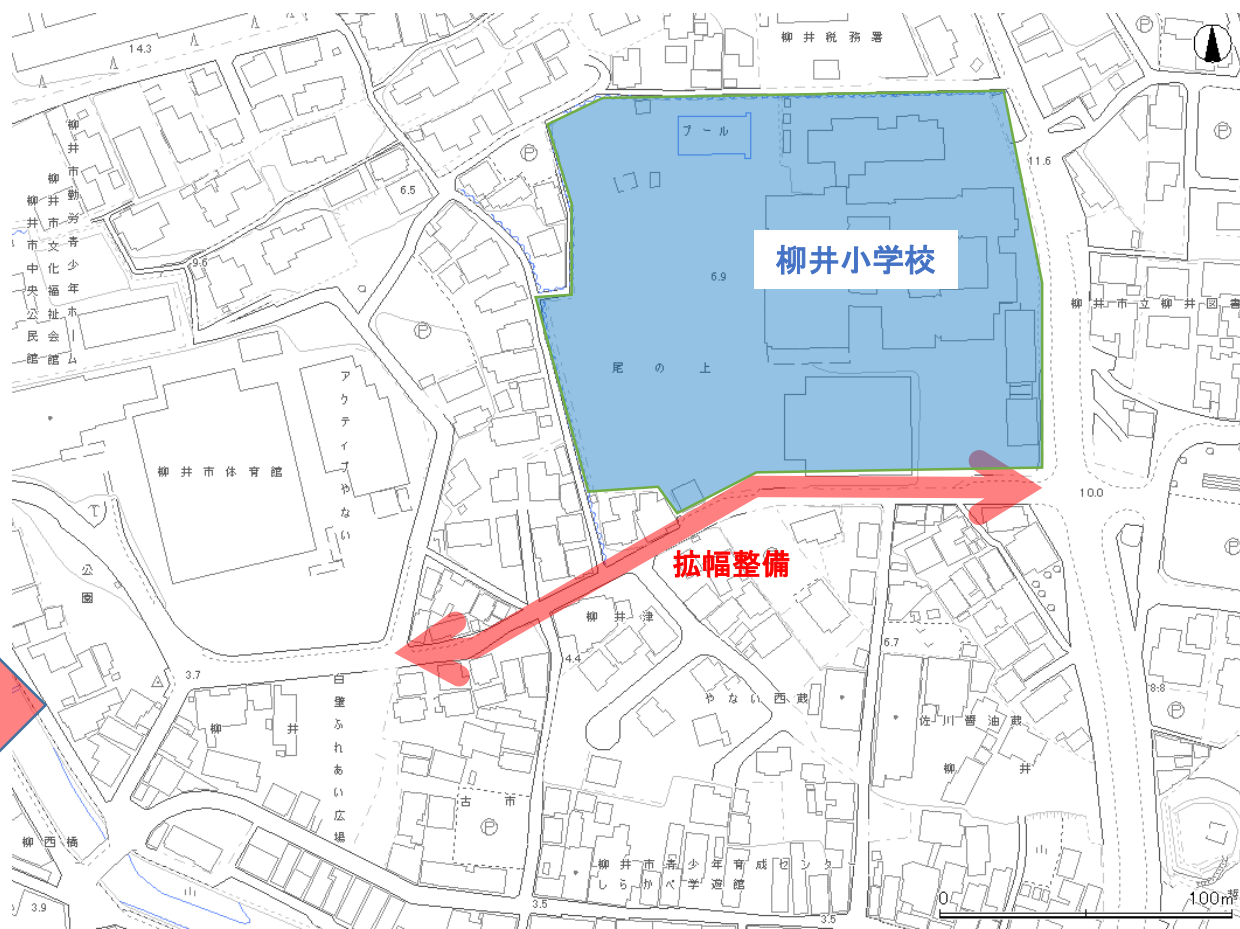 柳井税務署
14.3
プール
11.6
柳井市勤労青少年ホーム
柳井市文化福祉会館
柳井市中央公民館
6.5
9.6
6.9
柳井小学校
柳井市立柳井図書
尾の上
アクティブやない
柳井市体育館
10.0
拡幅整備
公園
柳井津
4.4
6.7
3.7
白壁ふれあい広場
やない西蔵
8.8
佐川醤油蔵
柳井
柳井
古市
柳西橋
山
山
柳井市青少年育成センター
しらかべ学遊館
3.9
3.5
3.5
0
100m
P
P
P
P
P
P